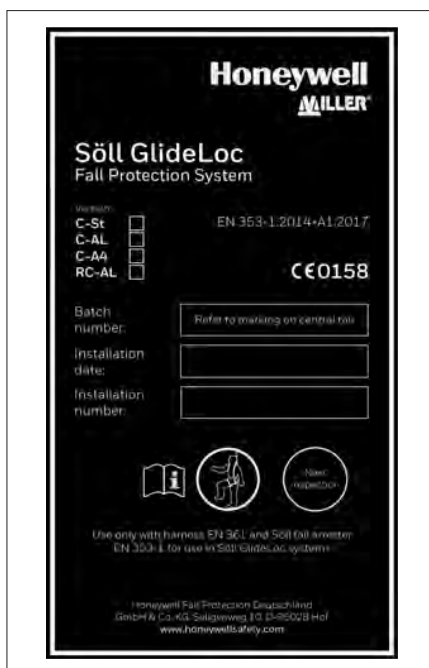 Honeywell
MILLER
Söll GlideLoc
Fall Protection System
Version:
C-St
C-AL
C-A4
RC-AL
EN 353-1:2014+A1:2017
CE0158
Batch
number:
Refer to marking on central rail
Installation
date:
Installation
number:
i
Next
inspection
Use only with harness EN 361 and Söll fall arrester
EN 353-1 for use in Söll GlideLoc systems
Honeywell Fall Protection Deutschland
GmbH & Co. KG, Seligenweg 10, D-95028 Hof
www.honeywellsafety.com